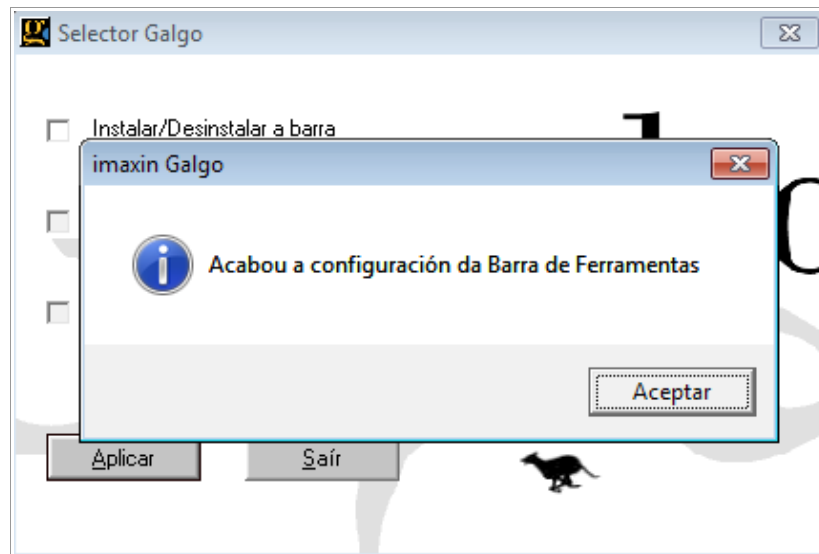 Selector Galgo
Instalar/Desinstalar a barra
imaxin Galgo
Acabou a configuración da Barra de Ferramentas
Aceptar
Aplicar
Saír